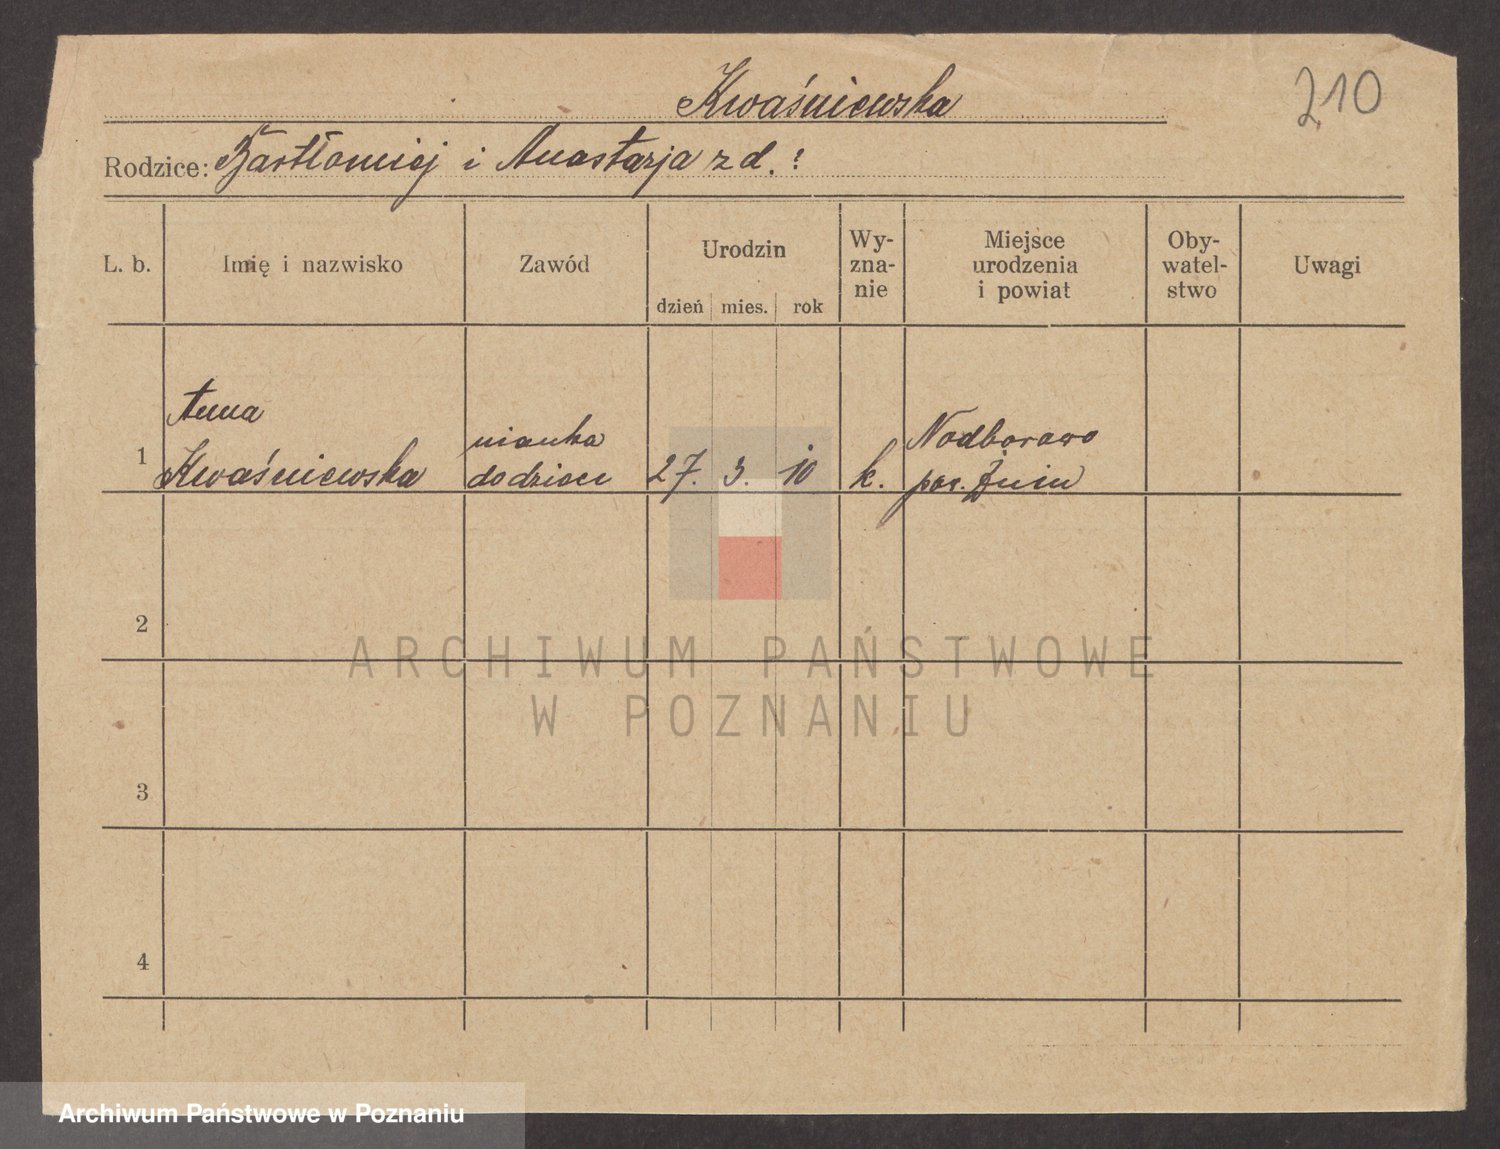 Kwaśniewska
210
Rodzice: Bartłomiej i Anastazja z d. ?
L. b.
Imię i nazwisko
Zawód
Urodzin
dzień
mies.
rok
Wy-
zna-
nie
Miejsce
urodzenia
i powiat
Oby-
watel-
stwo
Uwagi
1
Anna
Kwaśniewska
nianka
do dzieci
27.
3.
10
k.
Nadborowo
pow. Żnin
2
3
4
ARCHIWUM PAŃSTWOWE
W POZNANIU
Archiwum Państwowe w Poznaniu